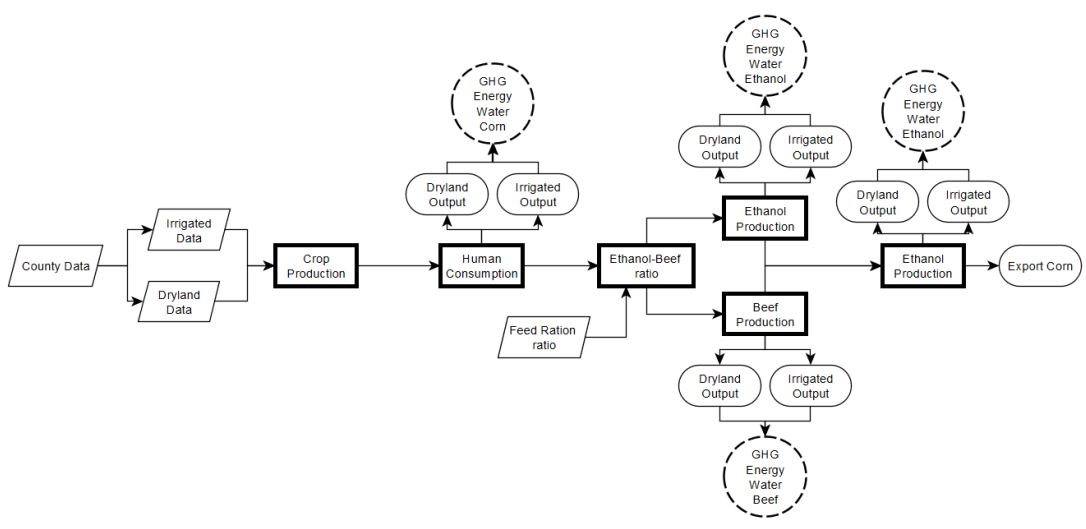 GHG
Energy
Water
Ethanol
GHG
Energy
Water
Corn
GHG
Energy
Water
Ethanol
Dryland
Output
Irrigated
Output
Dryland
Output
Irrigated
Output
Dryland
Output
Irrigated
Output
Irrigated
Data
Ethanol
Production
County Data
Crop
Production
Human
Consumption
Ethanol-Beef
ratio
Ethanol
Production
Export Corn
Dryland
Data
Feed Ration
ratio
Beef
Production
Dryland
Output
Irrigated
Output
GHG
Energy
Water
Beef